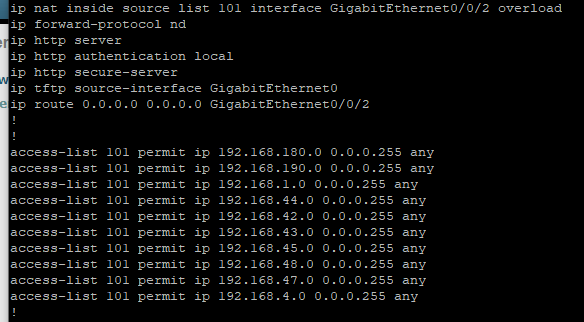 ip nat inside source list 101 interface GigabitEthernet0/0/2 overload
ip forward-protocol nd
ip http server
ip http authentication local
ip http secure-server
ip tftp source-interface GigabitEthernet0
ip route 0.0.0.0 0.0.0.0 GigabitEthernet0/0/2
!
!
access-list 101 permit ip 192.168.180.0 0.0.0.255 any
access-list 101 permit ip 192.168.190.0 0.0.0.255 any
access-list 101 permit ip 192.168.1.0 0.0.0.255 any
access-list 101 permit ip 192.168.44.0 0.0.0.255 any
access-list 101 permit ip 192.168.42.0 0.0.0.255 any
access-list 101 permit ip 192.168.43.0 0.0.0.255 any
access-list 101 permit ip 192.168.45.0 0.0.0.255 any
access-list 101 permit ip 192.168.48.0 0.0.0.255 any
access-list 101 permit ip 192.168.47.0 0.0.0.255 any
access-list 101 permit ip 192.168.4.0 0.0.0.255 any
!